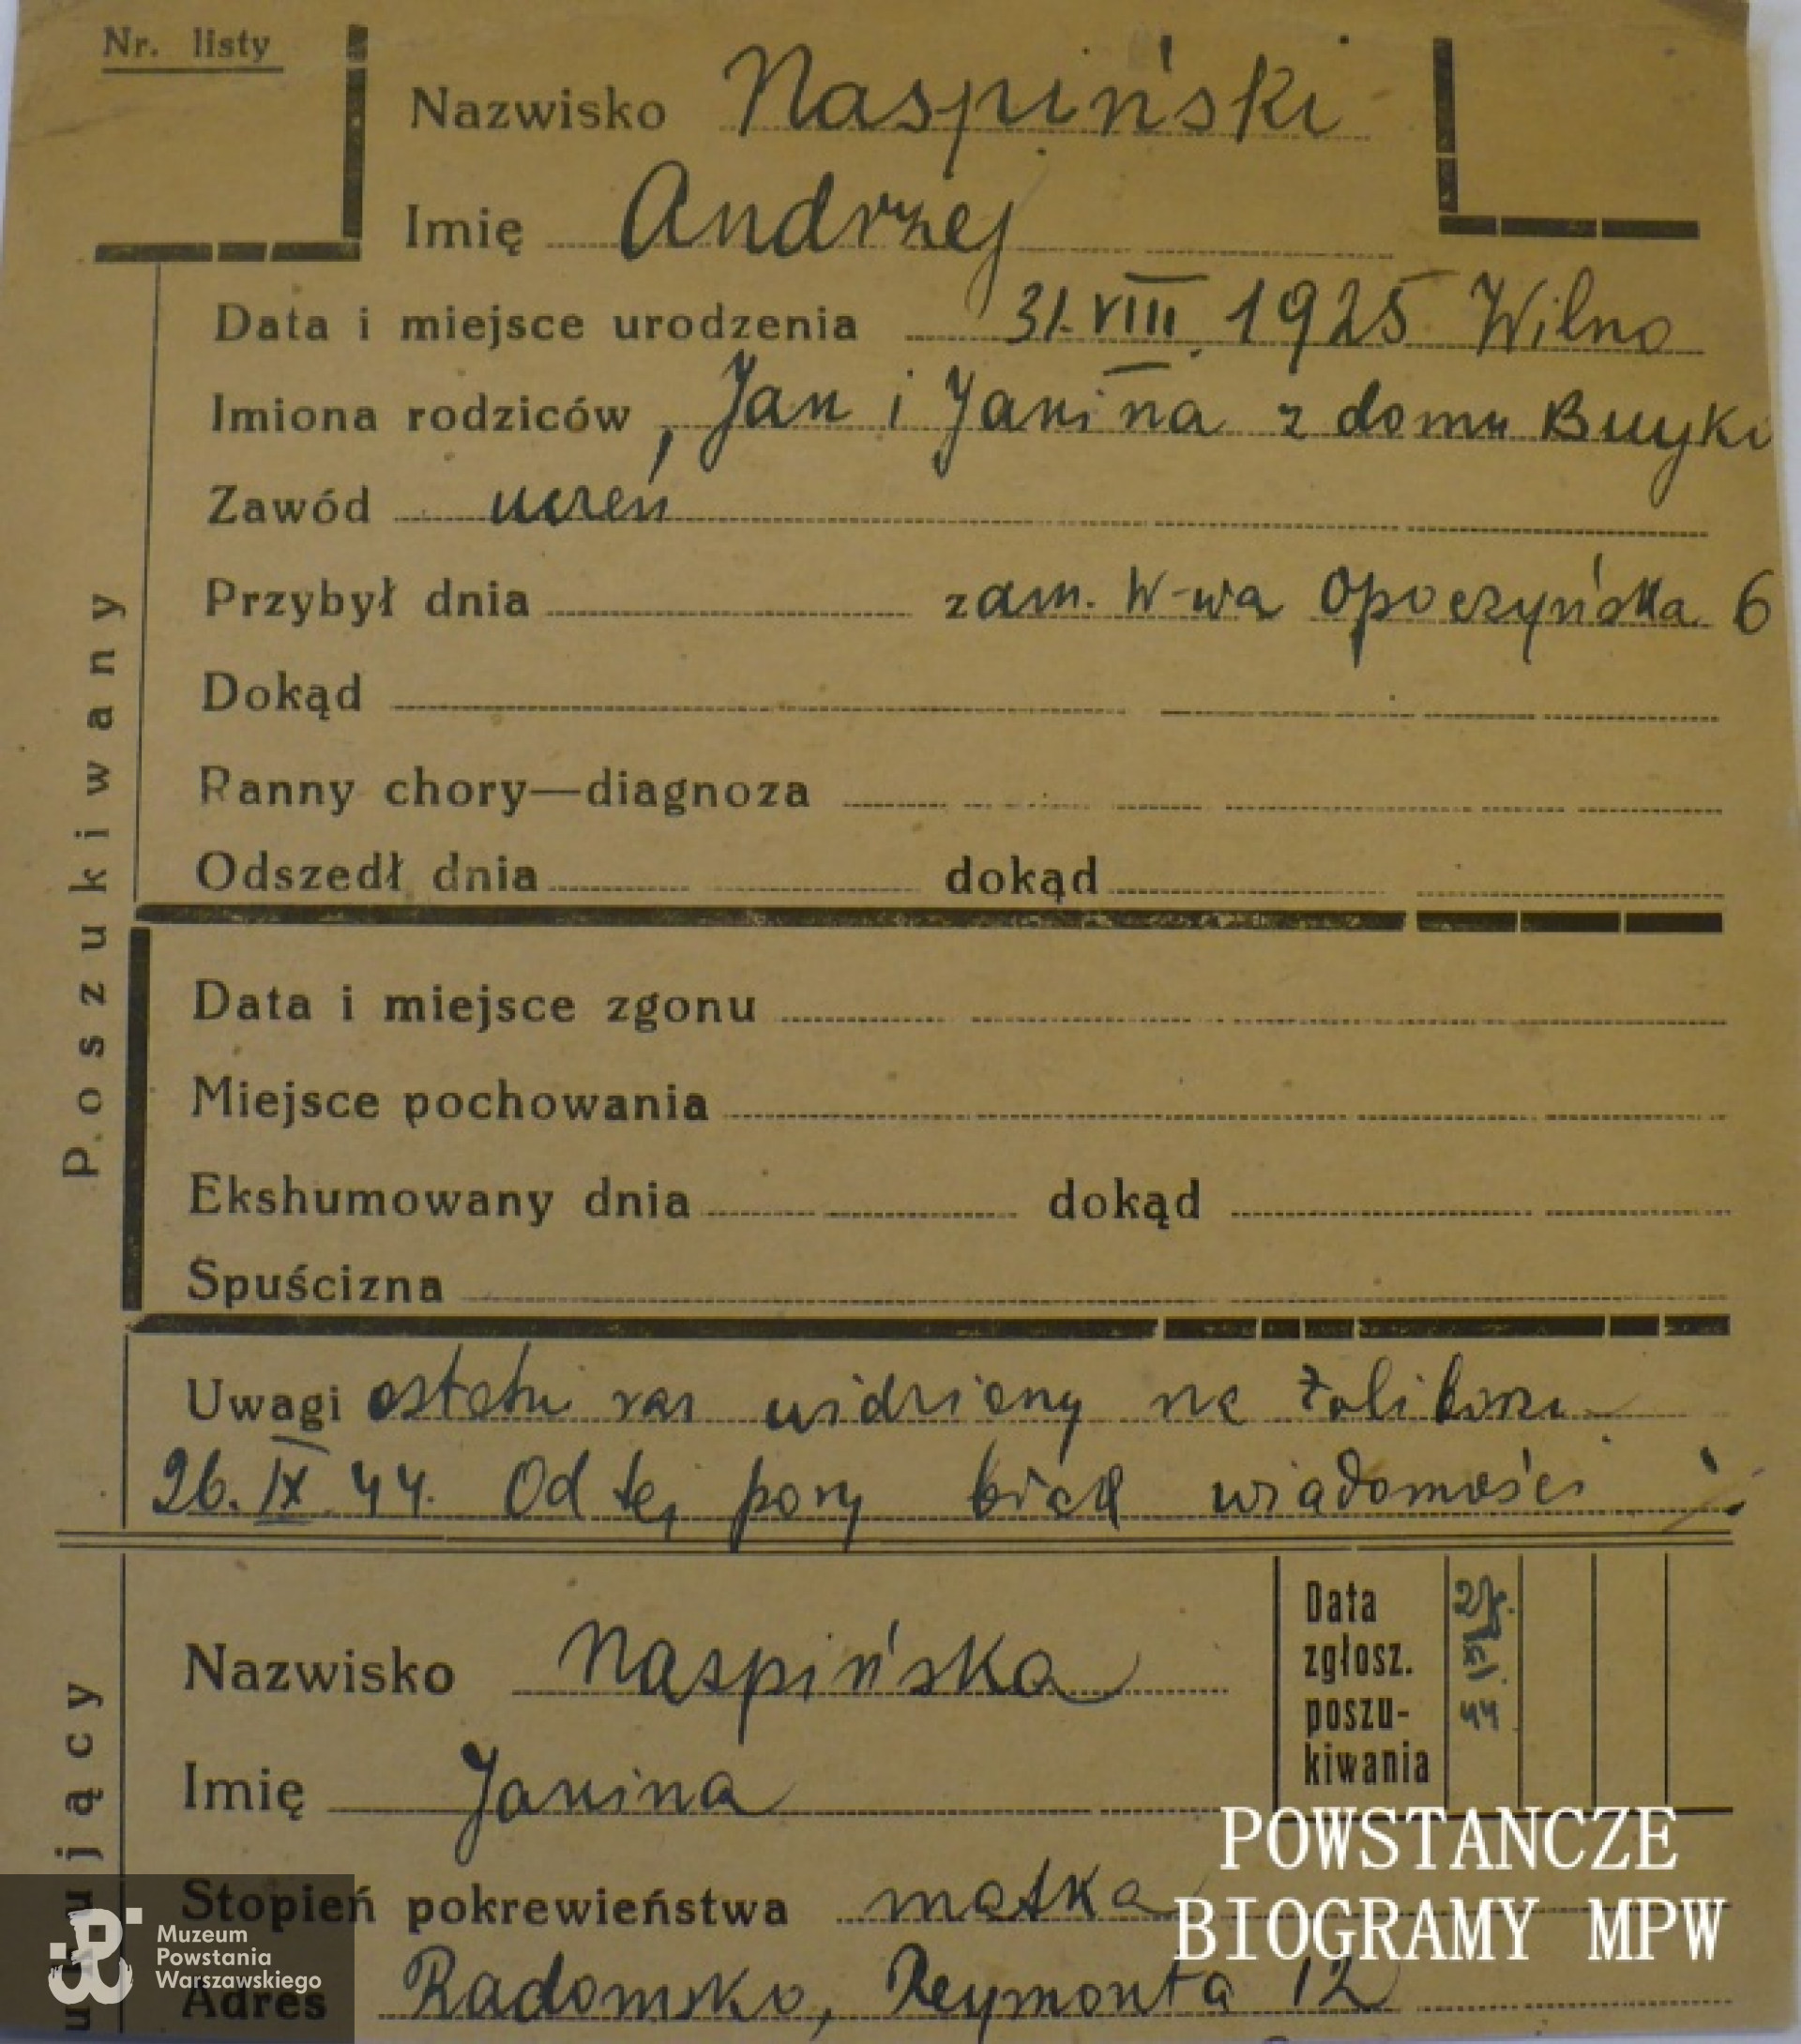 Nr. listy
Nazwisko Naspiński
Imię Andrzej
Data i miejsce urodzenia 31. VIII. 1925 Wilno
Imiona rodziców, Jan i Janina z domu
Zawód uczeń
Przybył dnia zam. W-wa Opoczyńska 6
Dokąd
Ranny chory—diagnoza
Odszedł dnia dokąd
Poszukiwany
Data i miejsce zgonu
Miejsce pochowania
Ekshumowany dnia dokąd
Spuścizna
Uwagi ostatni raz widziany na Żoliborzu
26. IX 44. Od tej pory brak wiadomości
Nazwisko Naspińska
Data
zgłosz.
poszu-
kiwania
XI.
44
Imię Janina
Stopień pokrewieństwa matka
Adres Radomsko, Reymonta 12
POWSTANCZE
BIOGRAMY MPW
Muzeum
Powstania
Warszawskiego